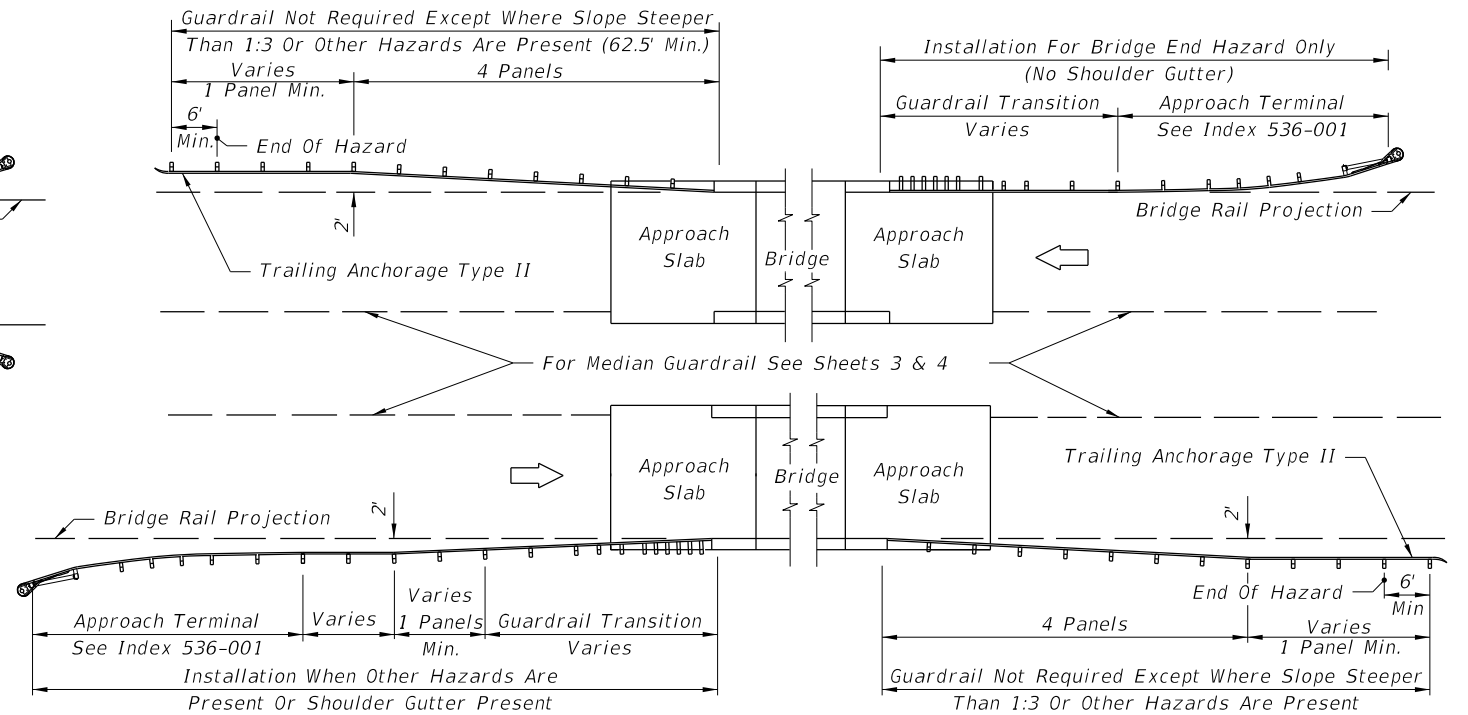 Guardrail Not Required Except Where Slope Steeper
Than 1:3 Or Other Hazards Are Present (62.5' Min.)
Varies
1 Panel Min.
4 Panels
6'
Min.
End Of Hazard
2'
Trailing Anchorage Type II
Installation For Bridge End Hazard Only
(No Shoulder Gutter)
Guardrail Transition
Varies
Approach Terminal
See Index 536-001
Bridge Rail Projection
Approach
Slab
Bridge
Approach
Slab
For Median Guardrail See Sheets 3 & 4
Approach
Slab
Bridge
Approach
Slab
Trailing Anchorage Type II
Bridge Rail Projection
2'
2'
End Of Hazard
6'
Min
Approach Terminal
See Index 536-001
Varies
Varies
1 Panels
Min.
Guardrail Transition
Varies
Installation When Other Hazards Are
Present Or Shoulder Gutter Present
4 Panels
Varies
1 Panel Min.
Guardrail Not Required Except Where Slope Steeper
Than 1:3 Or Other Hazards Are Present